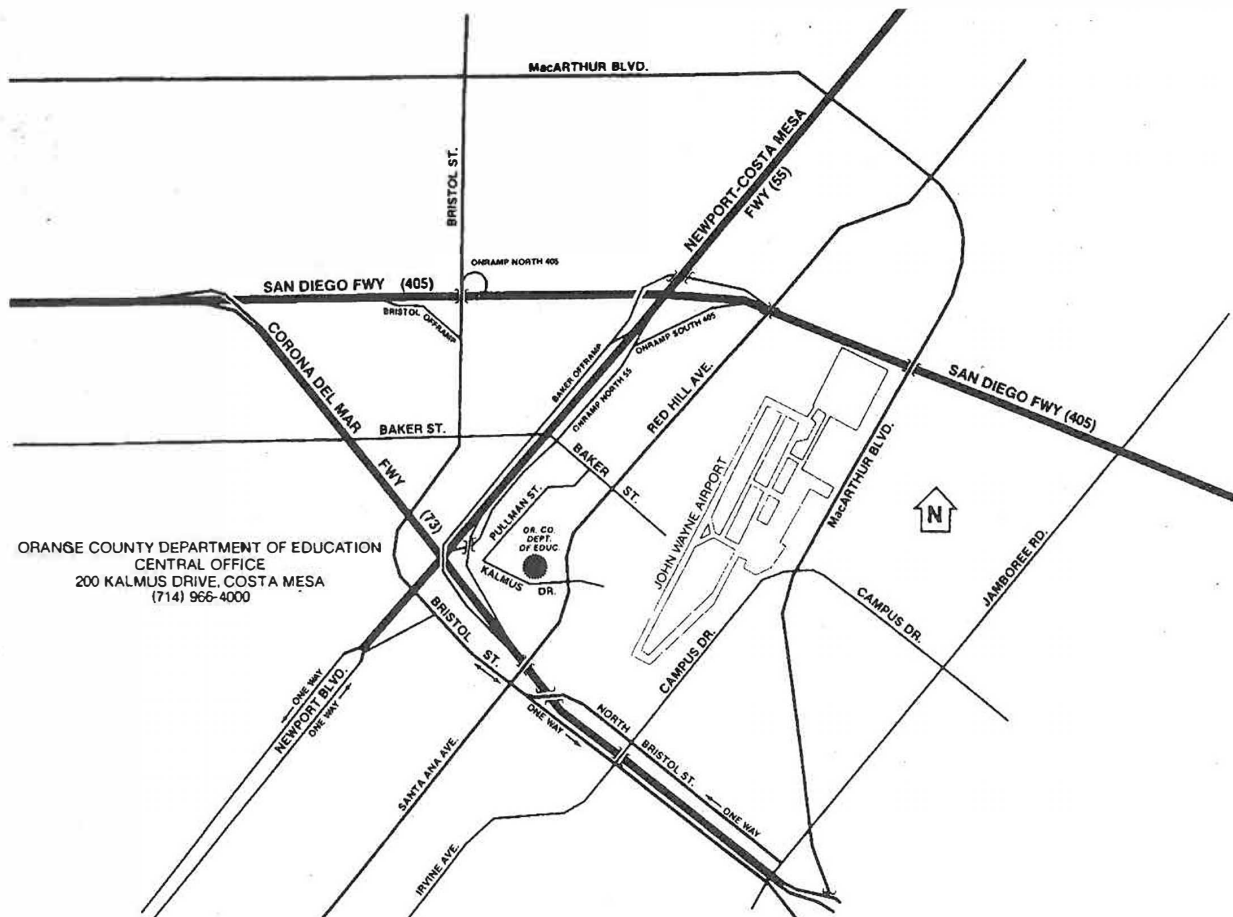 MacARTHUR BLVD.
BRISTOL ST.
NEWPORT-COSTA MESA
FWY (55)
ONRAMP NORTH 405
SAN DIEGO FWY (405)
BRISTOL OFFRAMP
ONRAMP SOUTH 405
CORONA DEL MAR
FWY
(73)
BAKER OFFRAMP
ONRAMP NORTH 55
RED HILL AVE.
SAN DIEGO FWY (405)
BAKER ST.
BAKER
ST.
PULLMAN ST.
OR. CO.
DEPT.
OF EDUC.
KALMUS
DR.
JOHN WAYNE AIRPORT
MacARTHUR BLVD.
N
ORANGE COUNTY DEPARTMENT OF EDUCATION
CENTRAL OFFICE
200 KALMUS DRIVE, COSTA MESA
(714) 966-4000
JAMBOREE RD.
CAMPUS DR.
CAMPUS DR.
BRISTOL
ST.
ONE WAY
NEWPORT BLVD.
ONE WAY
ONE WAY
NORTH
BRISTOL ST.
ONE WAY
SANTA ANA AVE.
IRVINE AVE.